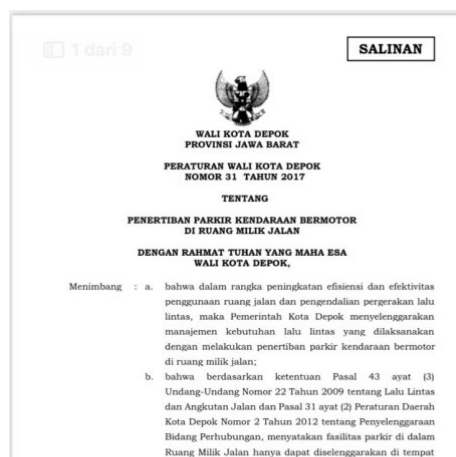 1 dari 9
SALINAN
WALI KOTA DEPOK
PROVINSI JAWA BARAT
PERATURAN WALI KOTA DEPOK
NOMOR 31 TAHUN 2017
TENTANG
PENERTIBAN PARKIR KENDARAAN BERMOTOR
DI RUANG MILIK JALAN
DENGAN RAHMAT TUHAN YANG MAHA ESA
WALI KOTA DEPOK,
Menimbang : a. bahwa dalam rangka peningkatan efisiensi dan efektivitas
penggunaan ruang jalan dan pengendalian pergerakan lalu
lintas, maka Pemerintah Kota Depok menyelenggarakan
manajemen kebutuhan lalu lintas yang dilaksanakan
dengan melakukan penertiban parkir kendaraan bermotor
di ruang milik jalan;
b. bahwa berdasarkan ketentuan Pasal 43 ayat (3)
Undang-Undang Nomor 22 Tahun 2009 tentang Lalu Lintas
dan Angkutan Jalan dan Pasal 31 ayat (2) Peraturan Daerah
Kota Depok Nomor 2 Tahun 2012 tentang Penyelenggaraan
Bidang Perhubungan, menyatakan fasilitas parkir di dalam
Ruang Milik Jalan hanya dapat diselenggarakan di tempat